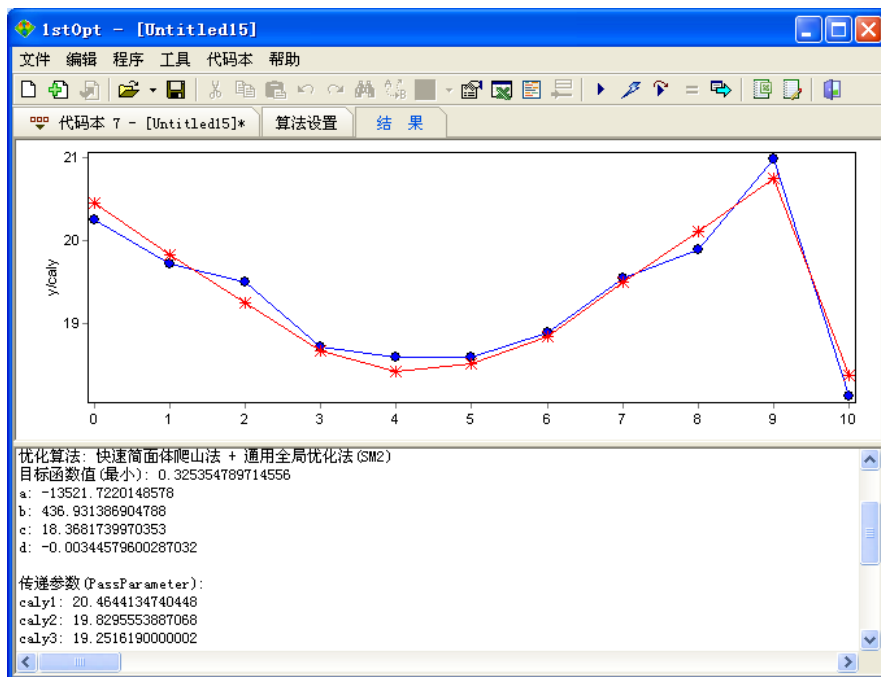 1stOpt - [Untitled15]
文件 编辑 程序 工具 代码本 帮助
代码本 7 - [Untitled15]* 算法设置 结 果
21
20
19
y/caly
0 1 2 3 4 5 6 7 8 9 10
优化算法: 快速简面体爬山法 + 通用全局优化法(SM2)
目标函数值(最小): 0.325354789714556
a: -13521.7220148578
b: 436.931386904788
c: 18.3681739970353
d: -0.00344579600287032
传递参数(PassParameter):
caly1: 20.4644134740448
caly2: 19.8295553887068
caly3: 19.2516190000002